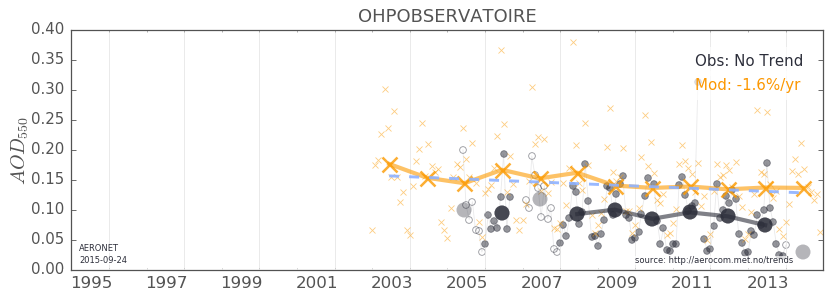 OHPOBSERVATOIRE
0.40
0.35
0.30
0.25
0.20
0.15
0.10
0.05
0.00
AOD550
Obs: No Trend
Mod: -1.6%/yr
AERONET
2015-09-24
source: http://aerocom.met.no/trends
1995 1997 1999 2001 2003 2005 2007 2009 2011 2013